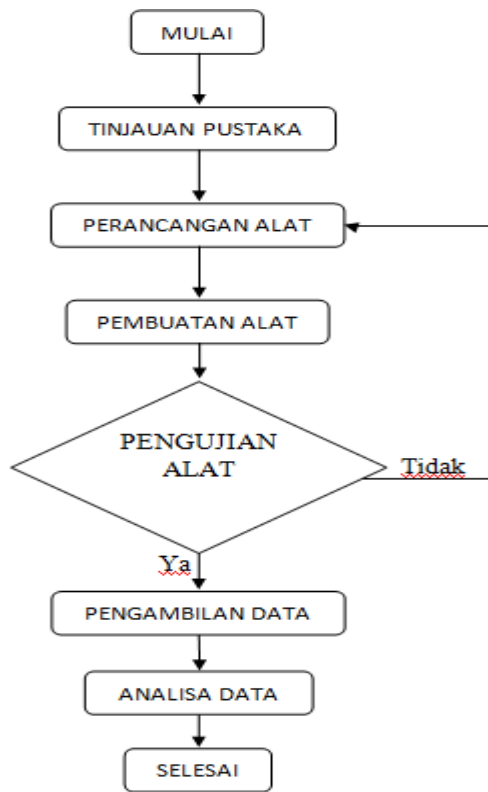 MULAI
TINJAUAN PUSTAKA
PERANCANGAN ALAT
PEMBUATAN ALAT
PENGUJIAN
ALAT
Tidak
Ya
PENGAMBILAN DATA
ANALISA DATA
SELESAI